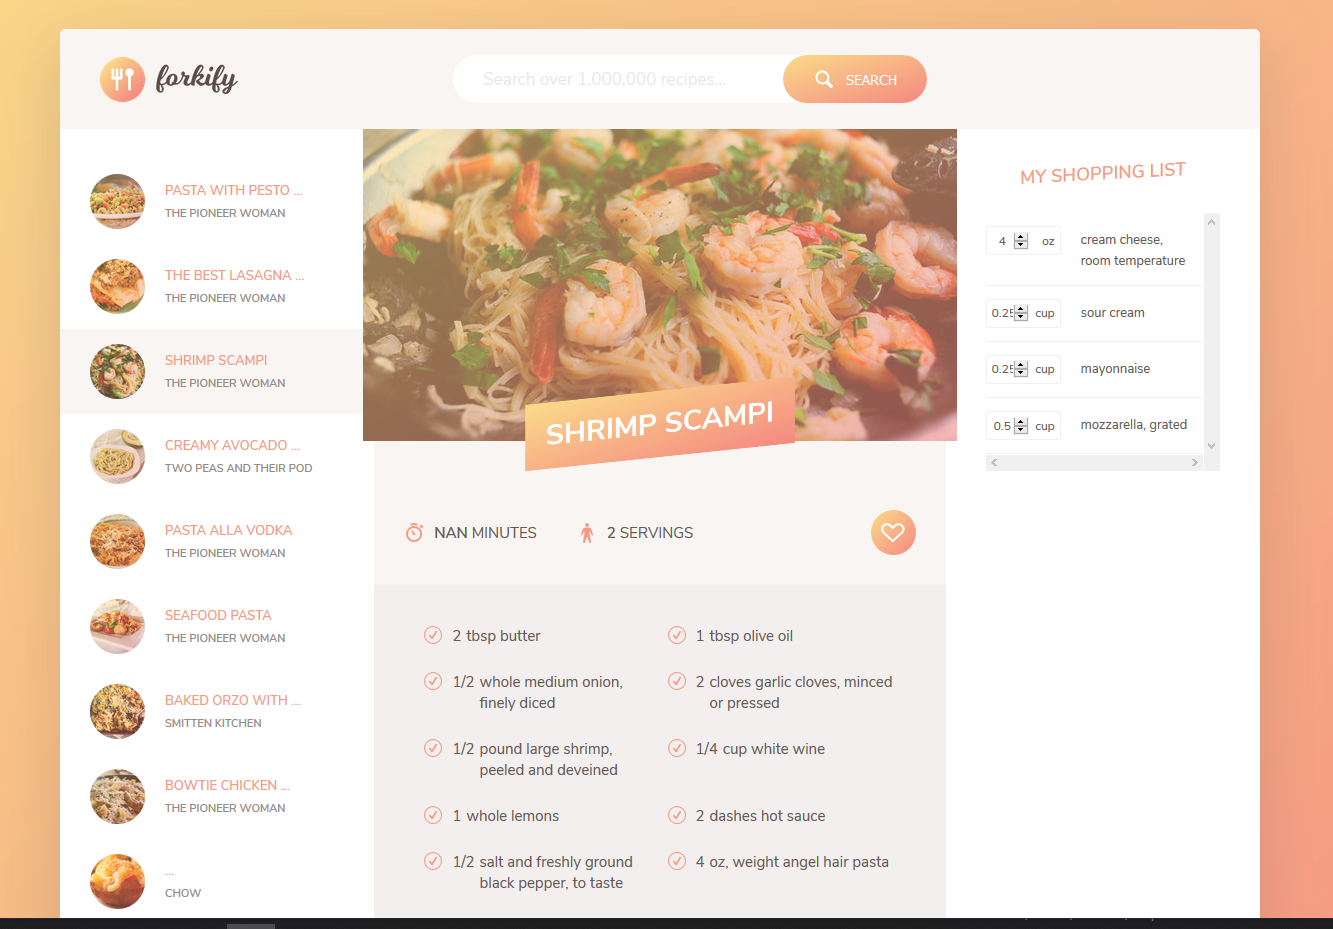 forkify
Search over 1,000,000 recipes...
SEARCH
PASTA WITH PESTO ...
THE PIONEER WOMAN
THE BEST LASAGNA ...
THE PIONEER WOMAN
SHRIMP SCAMPI
THE PIONEER WOMAN
CREAMY AVOCADO ...
TWO PEAS AND THEIR POD
PASTA ALLA VODKA
THE PIONEER WOMAN
SEAFOOD PASTA
THE PIONEER WOMAN
BAKED ORZO WITH ...
SMITTEN KITCHEN
BOWTIE CHICKEN ...
THE PIONEER WOMAN
...
CHOW
SHRIMP SCAMPI
NAN MINUTES
2 SERVINGS
2 tbsp butter
1 tbsp olive oil
1/2 whole medium onion,
finely diced
2 cloves garlic cloves, minced
or pressed
1/2 pound large shrimp,
peeled and deveined
1/4 cup white wine
1 whole lemons
2 dashes hot sauce
1/2 salt and freshly ground
black pepper, to taste
4 oz, weight angel hair pasta
MY SHOPPING LIST
4 oz cream cheese,
room temperature
0.25 cup sour cream
0.25 cup mayonnaise
0.5 cup mozzarella, grated